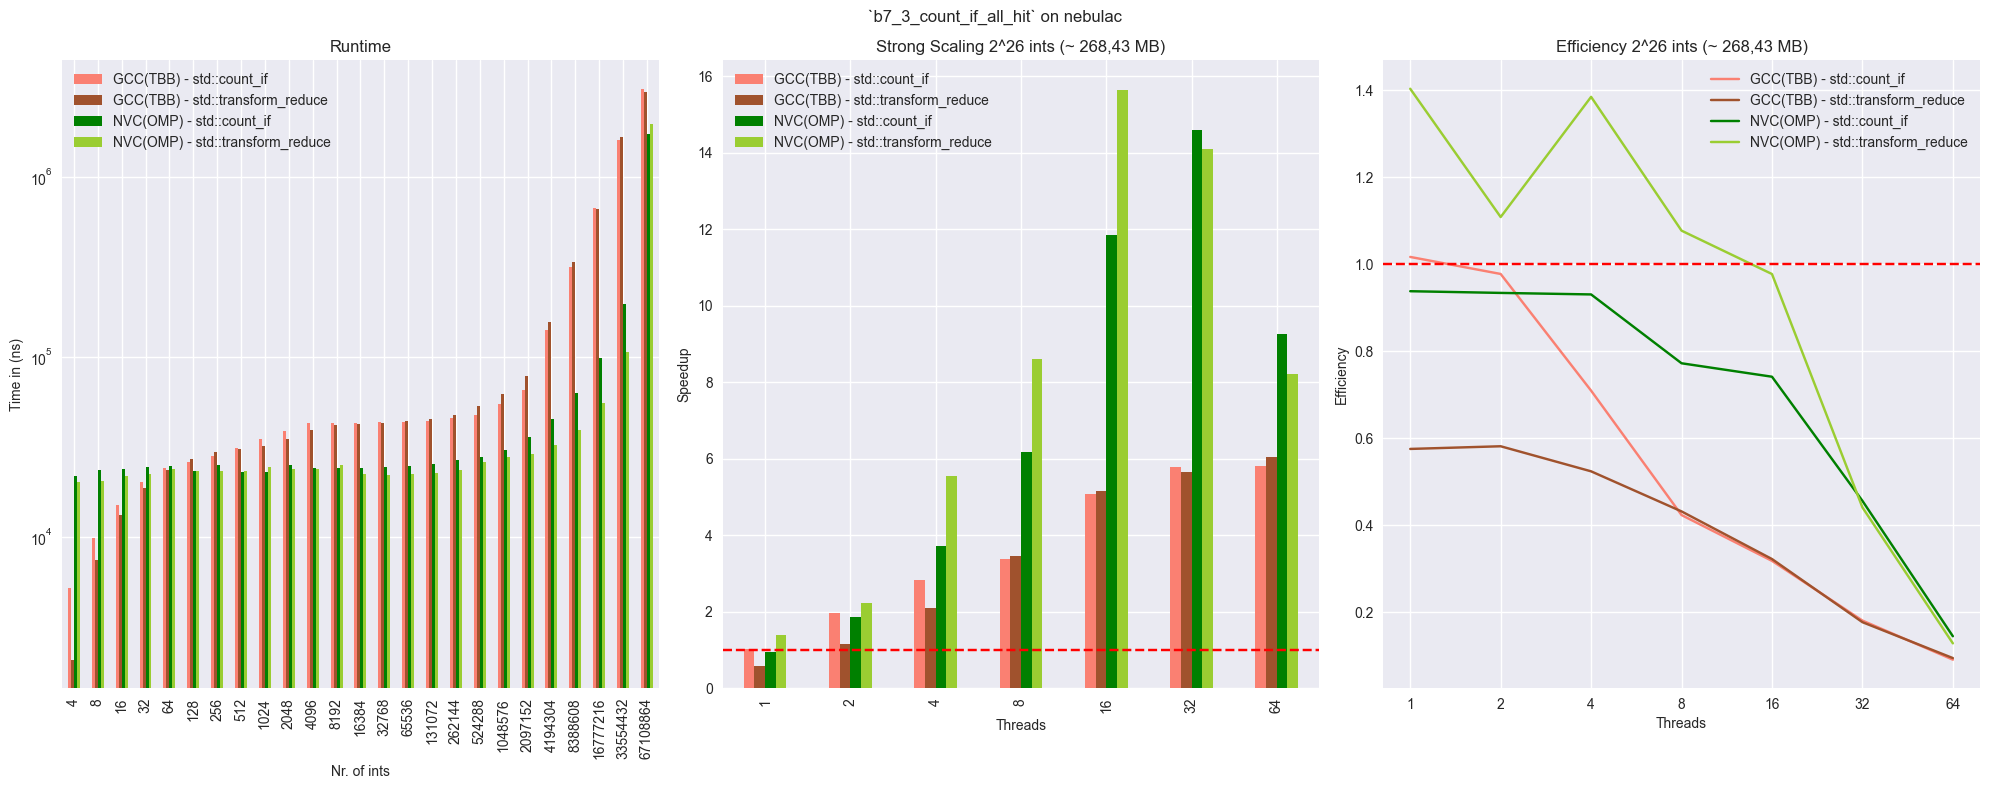 `b7_3_count_if_all_hit` on nebulac
Runtime
GCC(TBB) - std::count_if
GCC(TBB) - std::transform_reduce
NVC(OMP) - std::count_if
NVC(OMP) - std::transform_reduce
Time in (ns)
10^6
10^5
10^4
4 8 16 32 64 128 256 512 1024 2048 4096 8192 16384 32768 65536 131072 262144 524288 1048576 2097152 4194304 8388608 16777216 33554432 67108864
Nr. of ints
Strong Scaling 2^26 ints (~ 268,43 MB)
GCC(TBB) - std::count_if
GCC(TBB) - std::transform_reduce
NVC(OMP) - std::count_if
NVC(OMP) - std::transform_reduce
Speedup
16
14
12
10
8
6
4
2
0
1 2 4 8 16 32 64
Threads
Efficiency 2^26 ints (~ 268,43 MB)
GCC(TBB) - std::count_if
GCC(TBB) - std::transform_reduce
NVC(OMP) - std::count_if
NVC(OMP) - std::transform_reduce
Efficiency
1.4
1.2
1.0
0.8
0.6
0.4
0.2
1 2 4 8 16 32 64
Threads